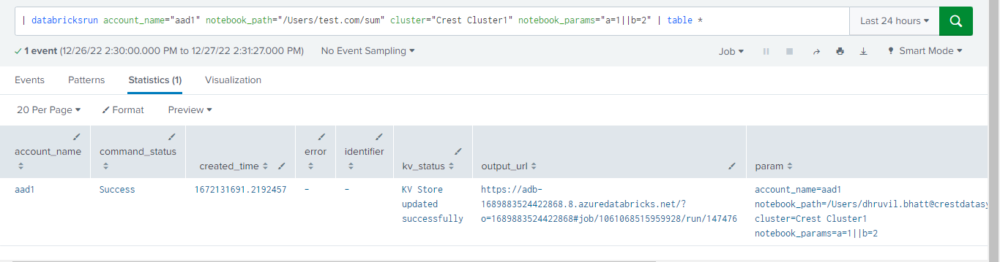 | databricksrun account_name="aad1" notebook_path="/Users/test.com/sum" cluster="Crest Cluster1" notebook_params="a=1||b=2" | table *
Last 24 hours
1 event (12/26/22 2:30:00.000 PM to 12/27/22 2:31:27.000 PM)
No Event Sampling
Job
Smart Mode
Events
Patterns
Statistics (1)
Visualization
20 Per Page
Format
Preview
account_name
command_status
created_time
error
identifier
kv_status
output_url
param
aad1
Success
1672131691.2192457
-
-
KV Store
updated
successfully
https://adb-
1689883524422868.8.azuredatabricks.net/?
o=1689883524422868#job/1061068515959928/run/147476
account_name=aad1
notebook_path=/Users/dhruvil.bhatt@crestdatasy
cluster=Crest Cluster1
notebook_params=a=1||b=2